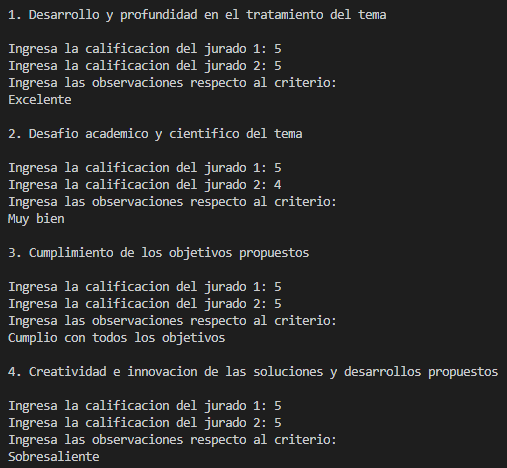 1. Desarrollo y profundidad en el tratamiento del tema
Ingresa la calificacion del jurado 1: 5
Ingresa la calificacion del jurado 2: 5
Ingresa las observaciones respecto al criterio:
Excelente
2. Desafio academico y cientifico del tema
Ingresa la calificacion del jurado 1: 5
Ingresa la calificacion del jurado 2: 4
Ingresa las observaciones respecto al criterio:
Muy bien
3. Cumplimiento de los objetivos propuestos
Ingresa la calificacion del jurado 1: 5
Ingresa la calificacion del jurado 2: 5
Ingresa las observaciones respecto al criterio:
Cumplio con todos los objetivos
4. Creatividad e innovacion de las soluciones y desarrollos propuestos
Ingresa la calificacion del jurado 1: 5
Ingresa la calificacion del jurado 2: 5
Ingresa las observaciones respecto al criterio:
Sobresaliente